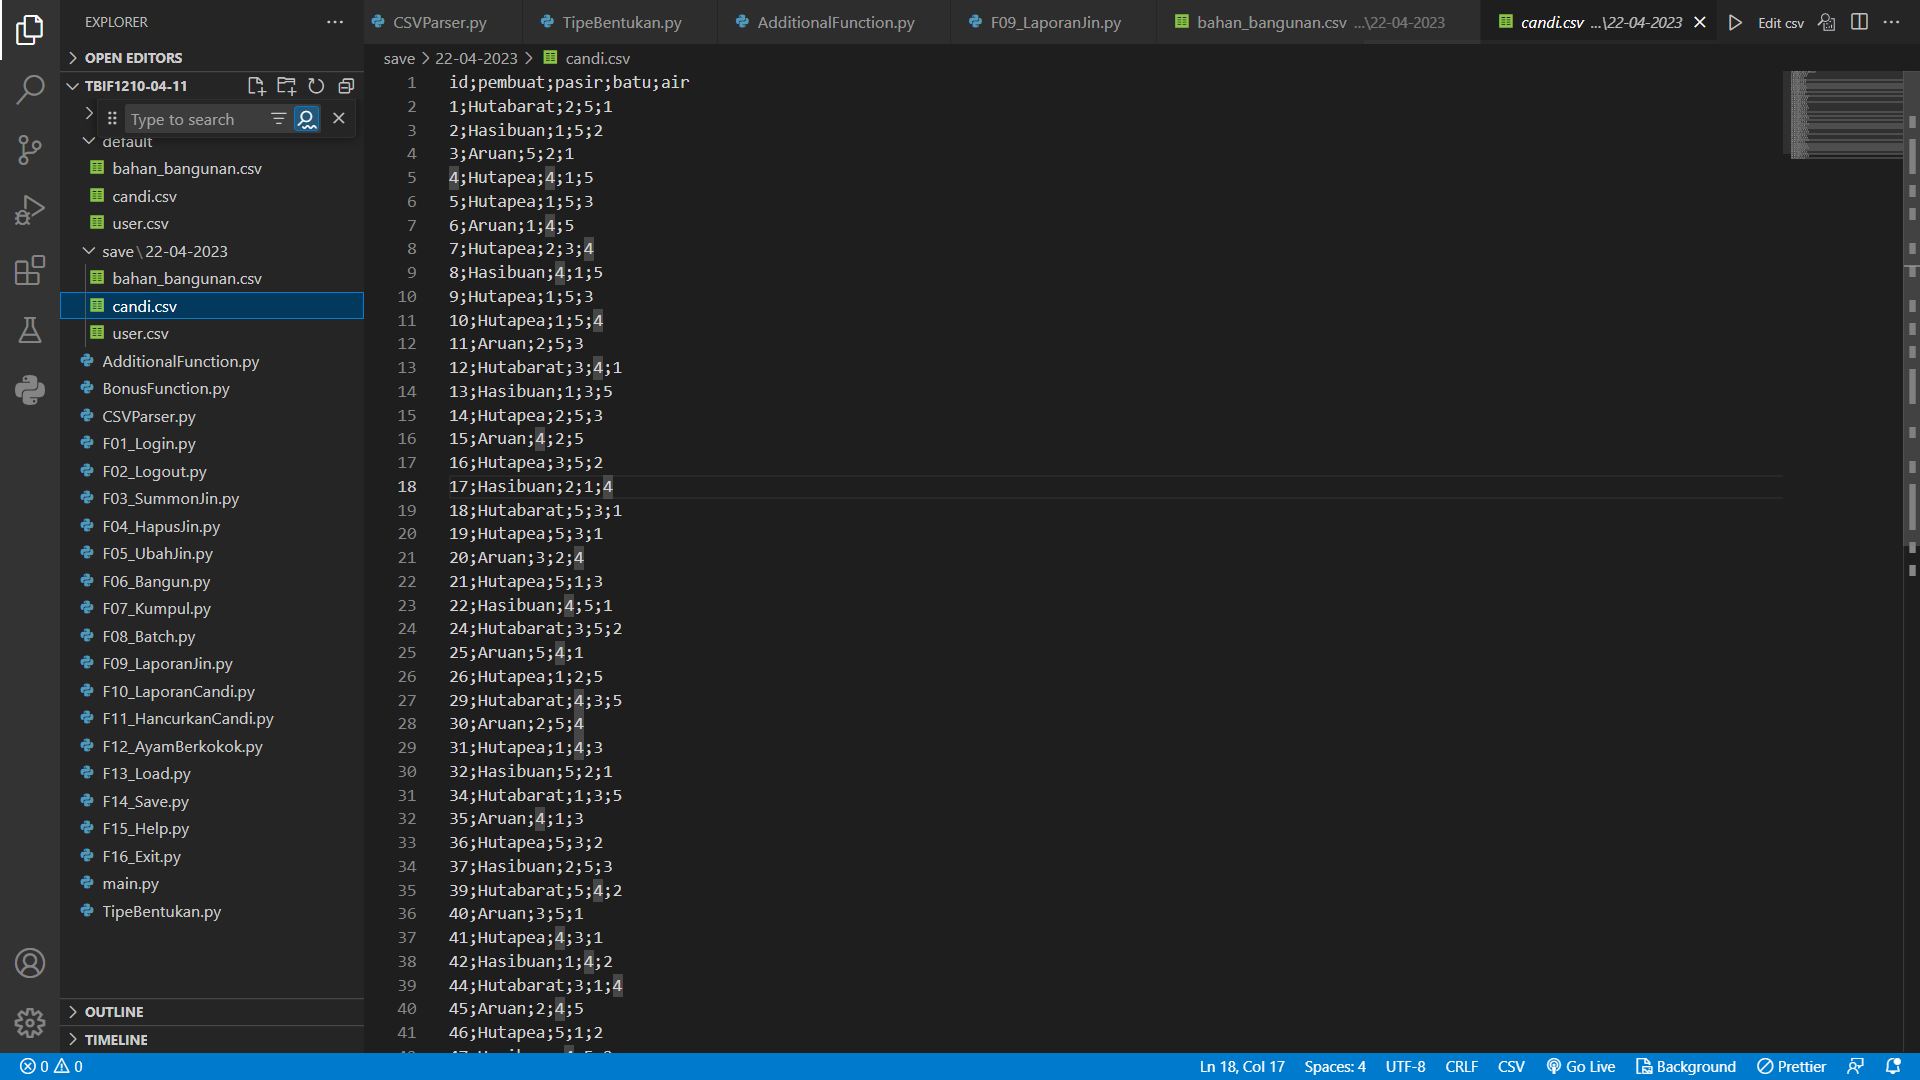 EXPLORER
OPEN EDITORS
TBIF1210-04-11
Type to search
default
bahan_bangunan.csv
candi.csv
user.csv
save\22-04-2023
bahan_bangunan.csv
candi.csv
user.csv
AdditionalFunction.py
BonusFunction.py
CSVParser.py
F01_Login.py
F02_Logout.py
F03_SummonJin.py
F04_HapusJin.py
F05_UbahJin.py
F06_Bangun.py
F07_Kumpul.py
F08_Batch.py
F09_LaporanJin.py
F10_LaporanCandi.py
F11_HancurkanCandi.py
F12_AyamBerkokok.py
F13_Load.py
F14_Save.py
F15_Help.py
F16_Exit.py
main.py
TipeBentukan.py
OUTLINE
TIMELINE
CSVParser.py TipeBentukan.py AdditionalFunction.py F09_LaporanJin.py bahan_bangunan.csv ...\22-04-2023 candi.csv ...\22-04-2023 Edit csv
save > 22-04-2023 > candi.csv
1 id;pembuat;pasir;batu;air
2 1;Hutabarat;2;5;1
3 2;Hasibuan;1;5;2
4 3;Aruan;5;2;1
5 4;Hutapea;4;1;5
6 5;Hutapea;1;5;3
7 6;Aruan;1;4;5
8 7;Hutapea;2;3;4
9 8;Hasibuan;4;1;5
10 9;Hutapea;1;5;3
11 10;Hutapea;1;5;4
12 11;Aruan;2;5;3
13 12;Hutabarat;3;4;1
14 13;Hasibuan;1;3;5
15 14;Hutapea;2;5;3
16 15;Aruan;4;2;5
17 16;Hutapea;3;5;2
18 17;Hasibuan;2;1;4
19 18;Hutabarat;5;3;1
20 19;Hutapea;5;3;1
21 20;Aruan;3;2;4
22 21;Hutapea;5;1;3
23 22;Hasibuan;4;5;1
24 24;Hutabarat;3;5;2
25 25;Aruan;5;4;1
26 26;Hutapea;1;2;5
27 29;Hutabarat;4;3;5
28 30;Aruan;2;5;4
29 31;Hutapea;1;4;3
30 32;Hasibuan;5;2;1
31 34;Hutabarat;1;3;5
32 35;Aruan;4;1;3
33 36;Hutapea;5;3;2
34 37;Hasibuan;2;5;3
35 39;Hutabarat;5;4;2
36 40;Aruan;3;5;1
37 41;Hutapea;4;3;1
38 42;Hasibuan;1;4;2
39 44;Hutabarat;3;1;4
40 45;Aruan;2;4;5
41 46;Hutapea;5;1;2
0 0 Ln 18, Col 17 Spaces: 4 UTF-8 CRLF CSV Go Live Background Prettier